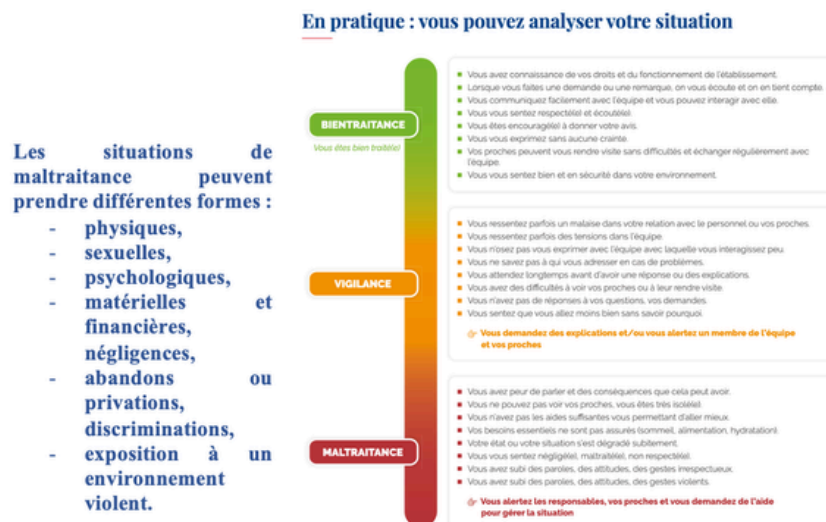 En pratique : vous pouvez analyser votre situation
Les situations de
maltraitance peuvent
prendre différentes formes :
- physiques,
- sexuelles,
- psychologiques,
- matérielles et
financières,
négligences,
- abandons ou
privations,
discriminations,
- exposition à un
environnement
violent.
BIENTRAITANCE
Vous êtes bien traité(e)
Vous avez connaissance de vos droits et du fonctionnement de l'établissement.
Lorsque vous faites une demande ou une remarque, on vous écoute et on en tient compte.
Vous communiquez facilement avec l'équipe et vous pouvez interagir avec elle.
Vous vous sentez respecté(e) et écouté(e).
Vous êtes encouragé(e) à donner votre avis.
Vous vous exprimez sans aucune crainte.
Vos proches peuvent vous rendre visite sans difficultés et échanger régulièrement avec
l'équipe.
Vous vous sentez bien et en sécurité dans votre environnement.
VIGILANCE
Vous ressentez parfois un malaise dans votre relation avec le personnel ou vos proches.
Vous ressentez parfois des tensions dans l'équipe.
Vous n'osez pas vous exprimer avec l'équipe avec laquelle vous interagissez peu.
Vous ne savez pas à qui vous adresser en cas de problèmes.
Vous attendez longtemps avant d'avoir une réponse ou des explications.
Vous avez des difficultés à voir vos proches ou à leur rendre visite.
Vous n'avez pas de réponses à vos questions, vos demandes.
Vous sentez que vous allez moins bien sans savoir pourquoi.
Vous demandez des explications et/ou vous alertez un membre de l'équipe
et vos proches
MALTRAITANCE
Vous avez peur de parler et des conséquences que cela peut avoir.
Vous ne pouvez pas voir vos proches, vous êtes très isolé(e).
Vous n'avez pas les aides suffisantes vous permettant d'aller mieux.
Vos besoins essentiels ne sont pas assurés (sommeil, alimentation, hydratation).
Votre état ou votre situation s'est dégradé subitement.
Vous vous sentez négligé(e), maltraité(e), non respecté(e).
Vous avez subi des paroles, des attitudes, des gestes irrespectueux.
Vous avez subi des paroles, des attitudes, des gestes violents.
Vous alertez les responsables, vos proches et vous demandez de l'aide
pour gérer la situation